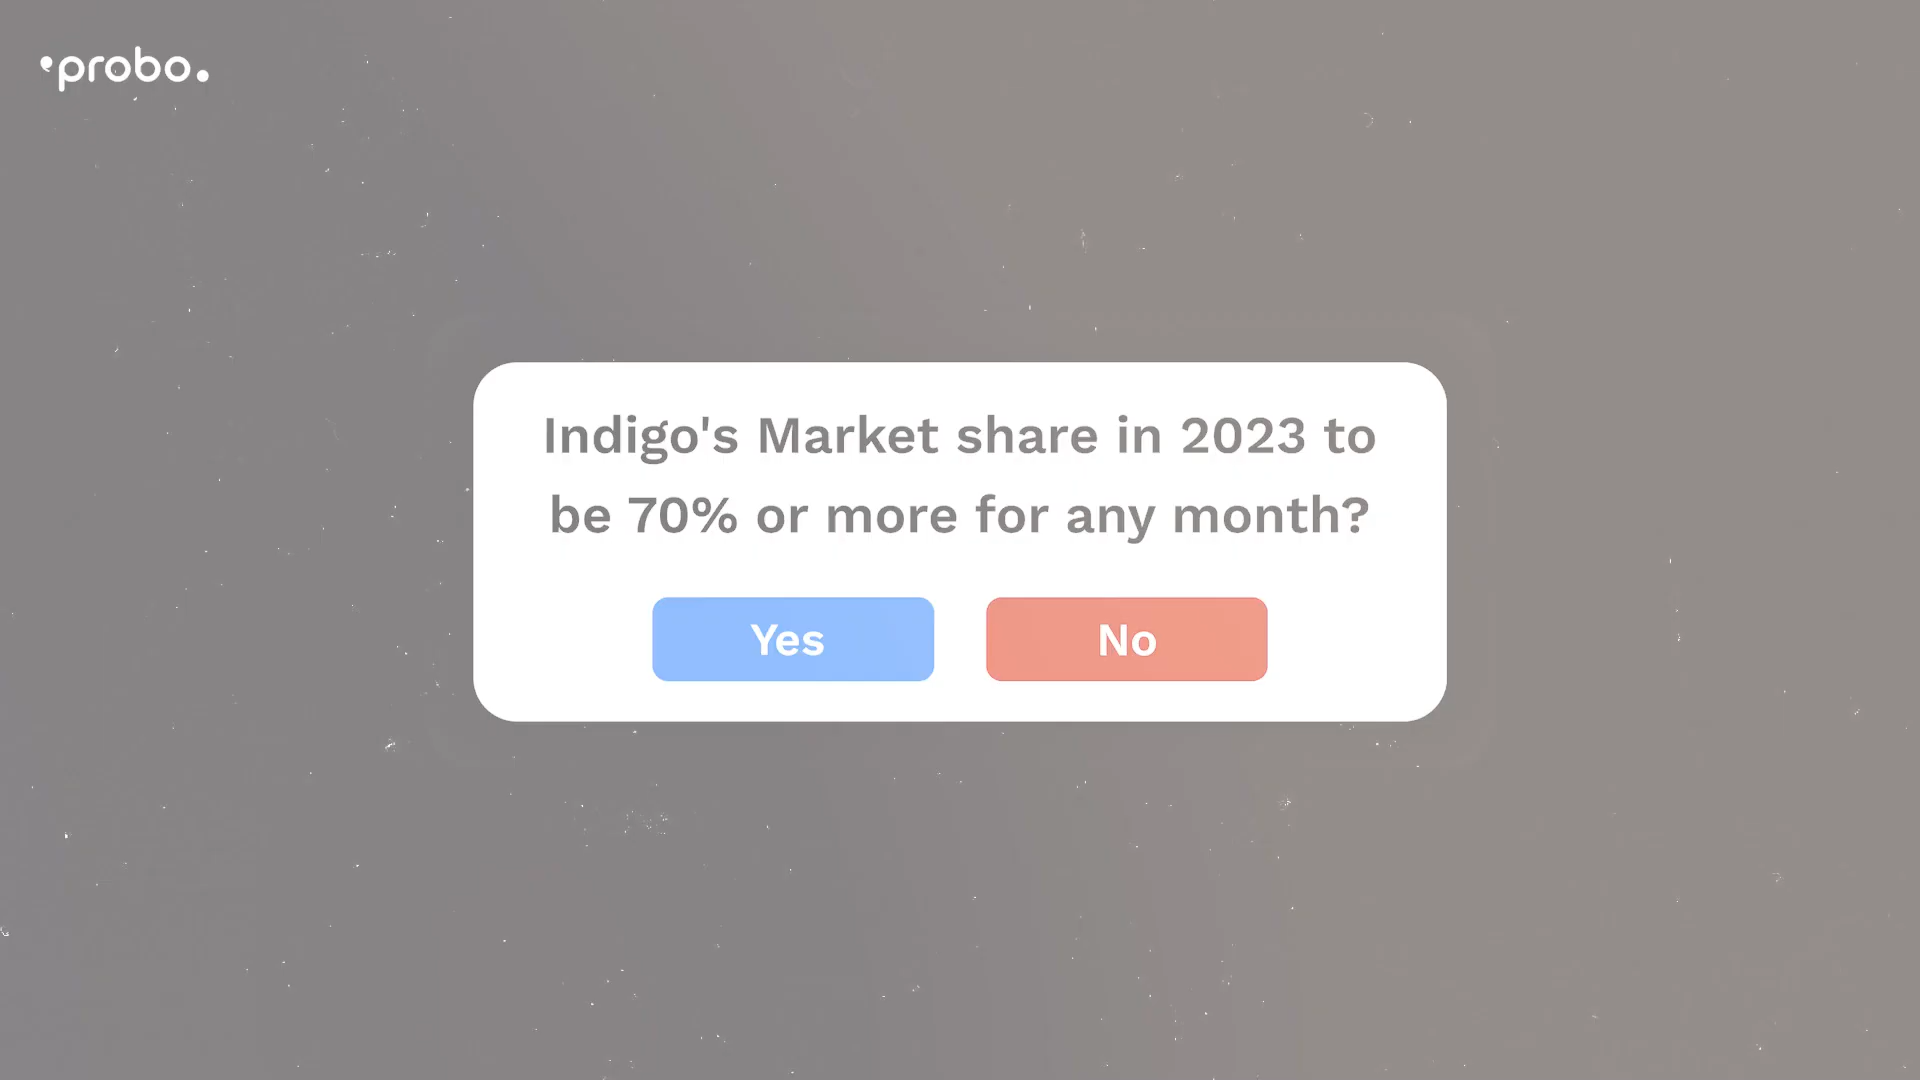 probo.
Indigo's Market share in 2023 to
be 70% or more for any month?
Yes
No